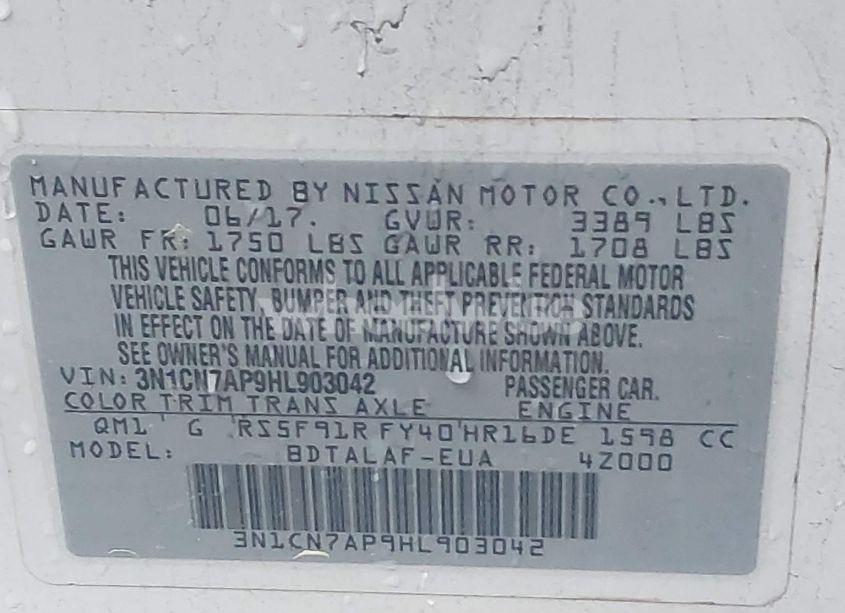 MANUFACTURED BY NISSAN MOTOR CO., LTD.
DATE: 06/17. GVWR: 3389 LBS
GAWR FR: 1750 LBS GAWR RR: 1708 LBS
THIS VEHICLE CONFORMS TO ALL APPLICABLE FEDERAL MOTOR
VEHICLE SAFETY, BUMPER AND THEFT PREVENTION STANDARDS
IN EFFECT ON THE DATE OF MANUFACTURE SHOWN ABOVE.
SEE OWNER'S MANUAL FOR ADDITIONAL INFORMATION
VIN: 3N1CN7AP9HL903042 PASSENGER CAR.
COLOR TRIM TRANS AXLE ENGINE
QM1 G RS5F91R FY40 HR16DE 1598 CC
MODEL: BDTALAF-EUA 42000
3N1CN7AP9HL903042